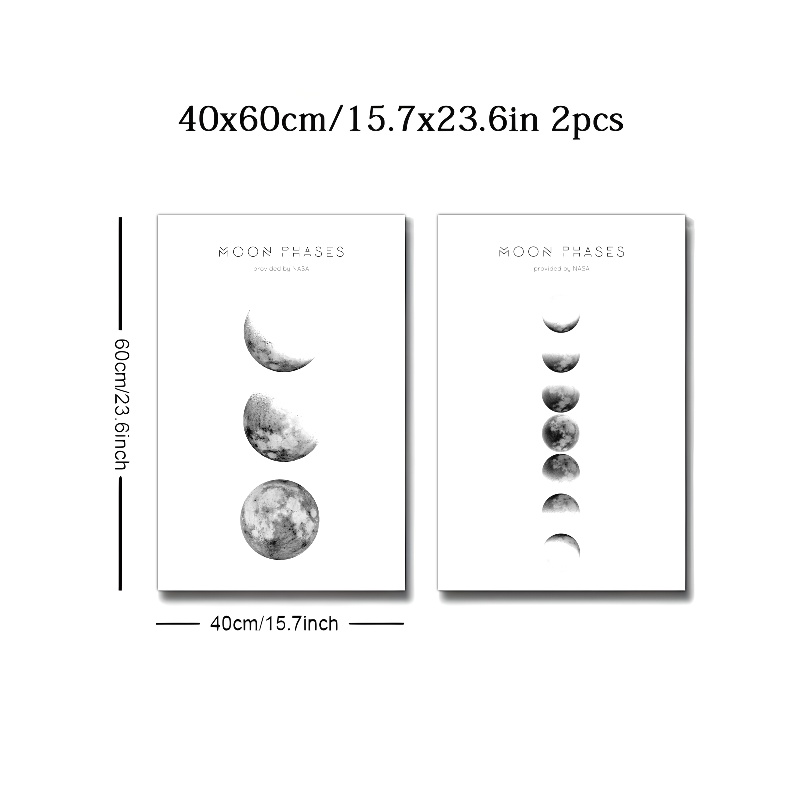 40x60cm/15.7x23.6in 2pcs
MOON PHASES
provided by NASA
MOON PHASES
provided by NASA
60cm/23.6inch
40cm/15.7inch